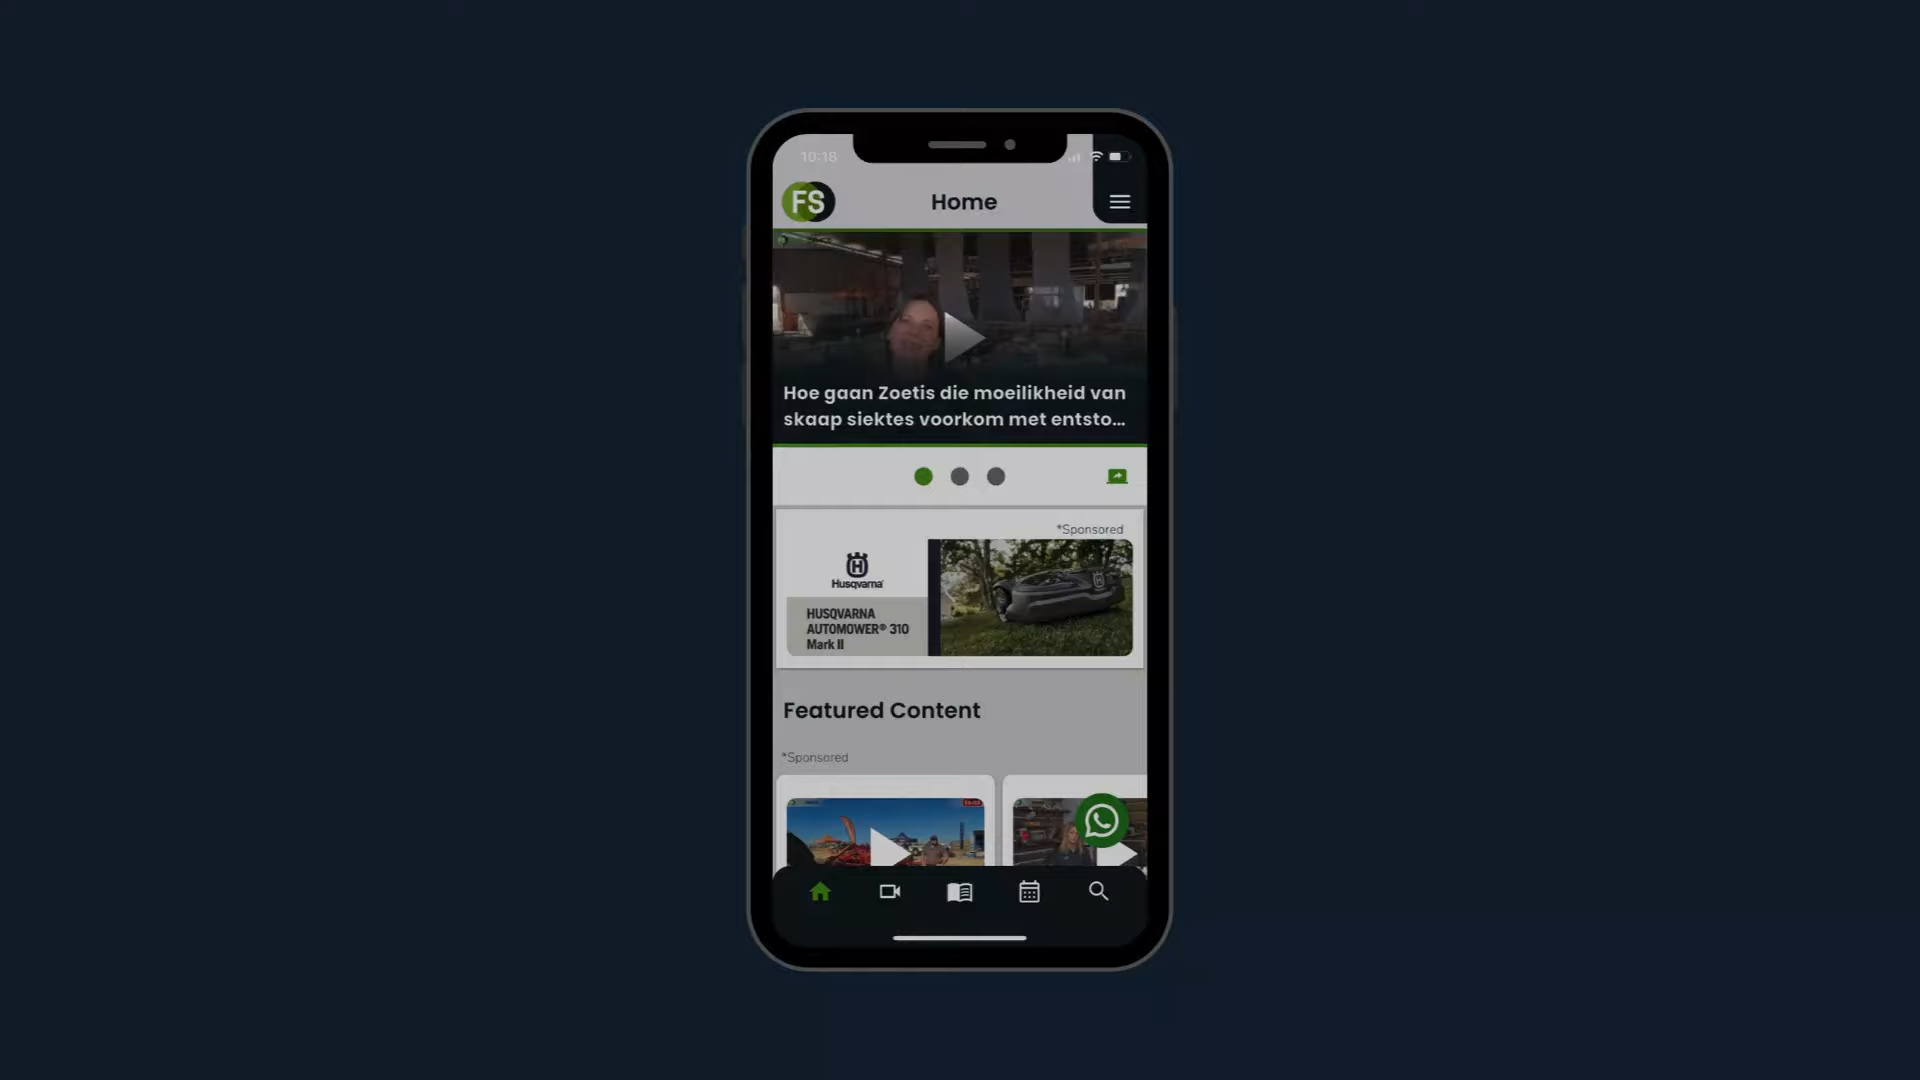 10:18
FS
Home
Hoe gaan Zoetis die moeilikheid van
skaap siektes voorkom met entsto...
*Sponsored
H
Husqvarna
HUSQVARNA
AUTOMOWER® 310
Mark II
Featured Content
*Sponsored